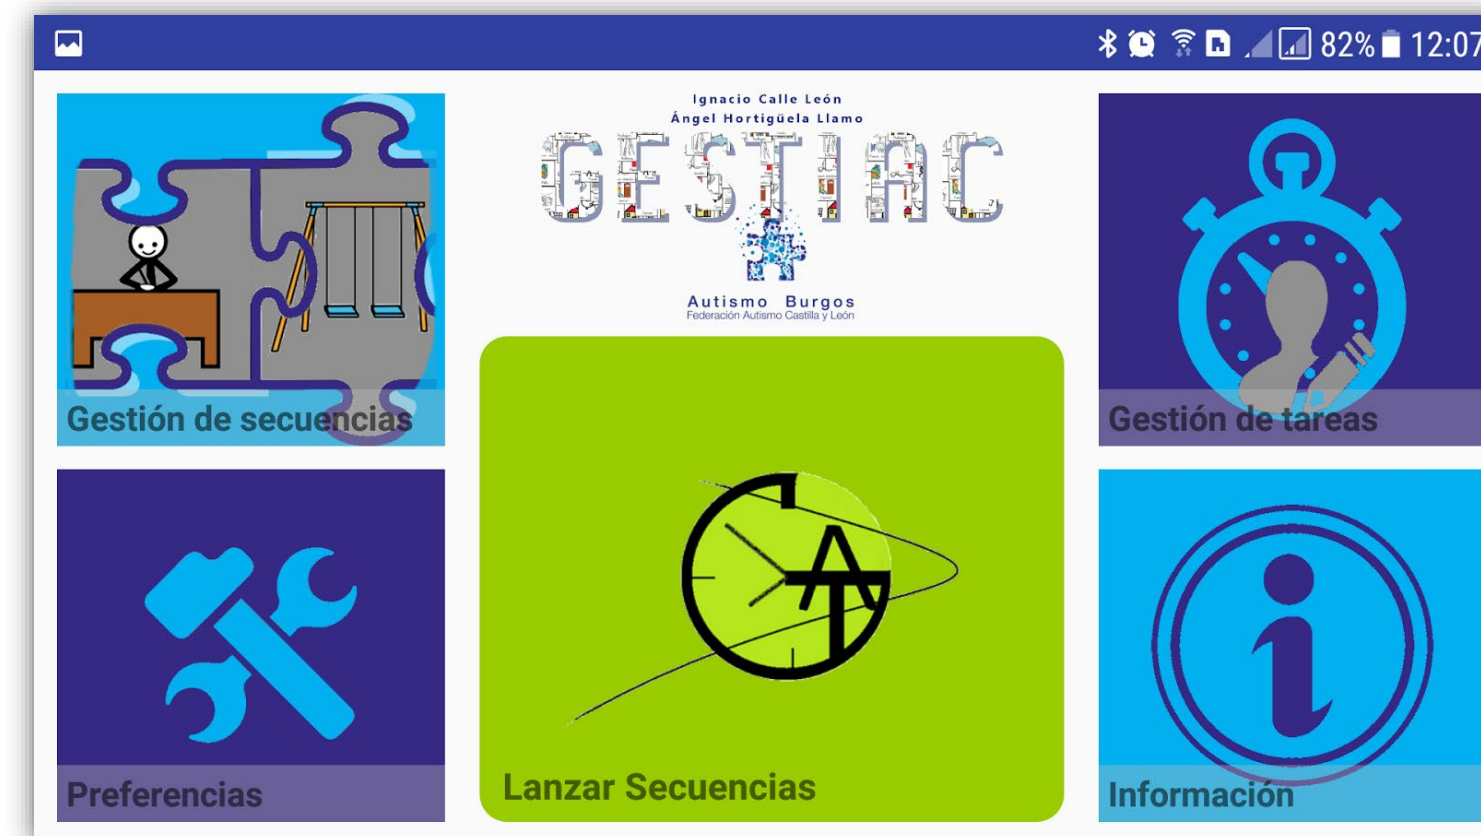 82% 12:07
Ignacio Calle León
Ángel Hortigüela Llamo
GESTIAC
Autismo Burgos
Federación Autismo Castilla y León
Gestión de secuencias
Gestión de tareas
Preferencias
Lanzar Secuencias
Información